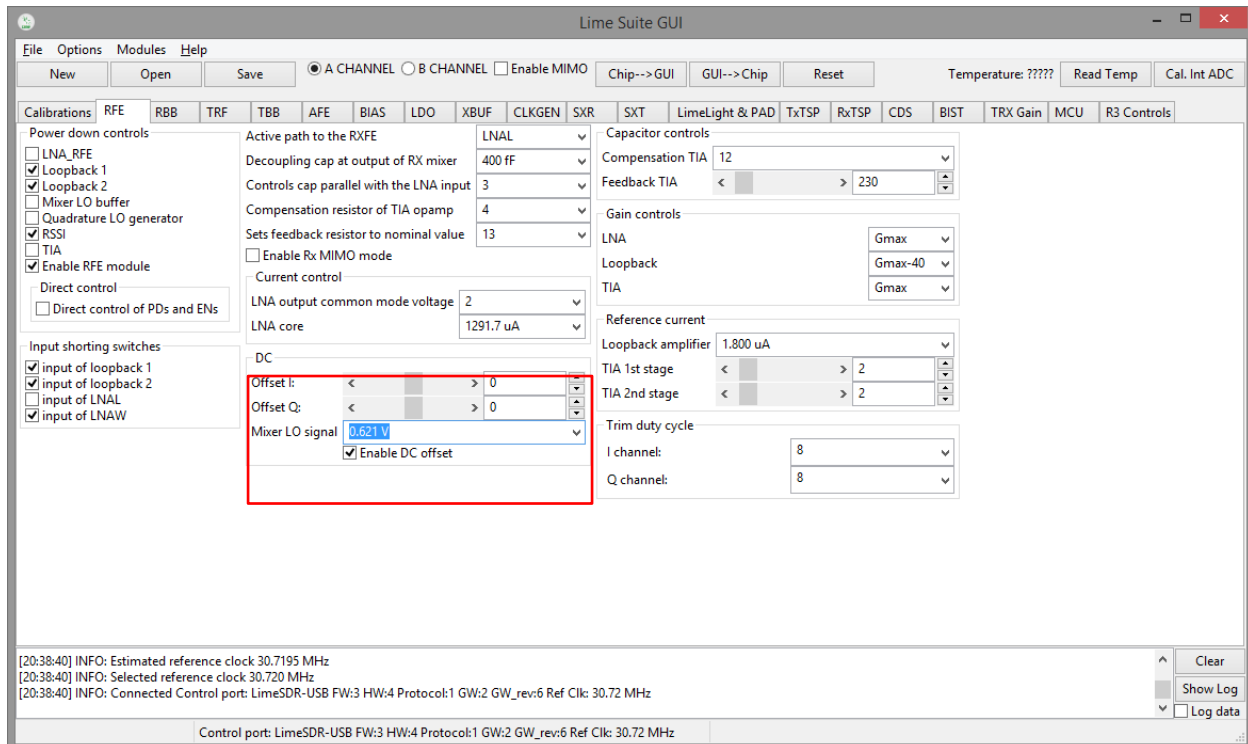 Lime Suite GUI
File Options Modules Help
New Open Save A CHANNEL B CHANNEL Enable MIMO Chip-->GUI GUI-->Chip Reset Temperature: ????? Read Temp Cal. Int ADC
Calibrations RFE RBB TRF TBB AFE BIAS LDO XBUF CLKGEN SXR SXT LimeLight & PAD TxTSP RxTSP CDS BIST TRX Gain MCU R3 Controls
Power down controls
LNA_RFE
Loopback 1
Loopback 2
Mixer LO buffer
Quadrature LO generator
RSSI
TIA
Enable RFE module
Direct control
Direct control of PDs and ENs
Input shorting switches
input of loopback 1
input of loopback 2
input of LNAL
input of LNAW
Active path to the RXFE LNAL
Decoupling cap at output of RX mixer 400 fF
Controls cap parallel with the LNA input 3
Compensation resistor of TIA opamp 4
Sets feedback resistor to nominal value 13
Enable Rx MIMO mode
Current control
LNA output common mode voltage 2
LNA core 1291.7 uA
DC
Offset I: 0
Offset Q: 0
Mixer LO signal 0.621 V
Enable DC offset
Capacitor controls
Compensation TIA 12
Feedback TIA 230
Gain controls
LNA Gmax
Loopback Gmax-40
TIA Gmax
Reference current
Loopback amplifier 1.800 uA
TIA 1st stage 2
TIA 2nd stage 2
Trim duty cycle
I channel: 8
Q channel: 8
[20:38:40] INFO: Estimated reference clock 30.7195 MHz
[20:38:40] INFO: Selected reference clock 30.720 MHz
[20:38:40] INFO: Connected Control port: LimeSDR-USB FW:3 HW:4 Protocol:1 GW:2 GW_rev:6 Ref Clk: 30.72 MHz
Clear
Show Log
Log data
Control port: LimeSDR-USB FW:3 HW:4 Protocol:1 GW:2 GW_rev:6 Ref Clk: 30.72 MHz